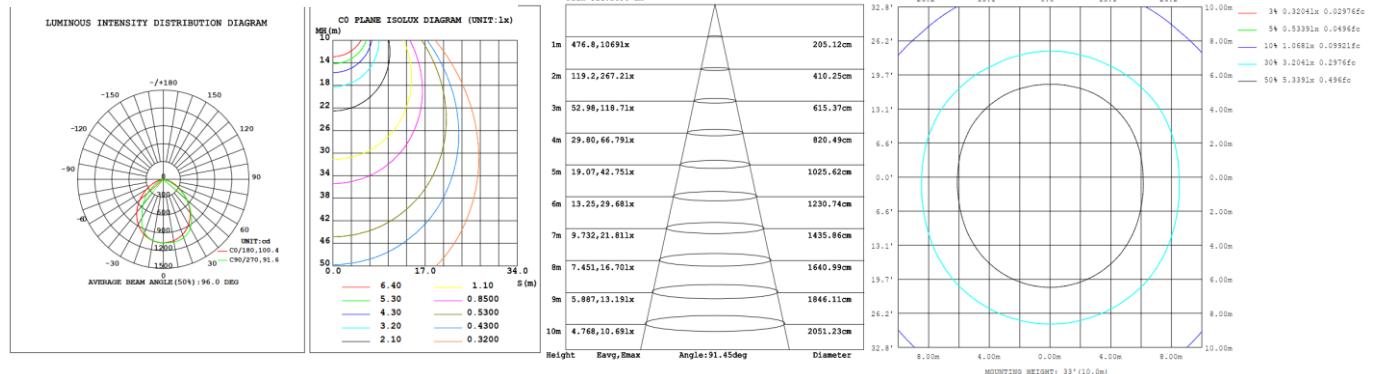 LUMINOUS INTENSITY DISTRIBUTION DIAGRAM
-/+180
-150
150
-120
120
-90
90
-60
60
-30
30
0
0
300
600
900
1200
1500
UNIT:cd
C0/180,100.4
C90/270,91.6
AVERAGE BEAM ANGLE(50%):96.0 DEG
C0 PLANE ISOLUX DIAGRAM (UNIT:lx)
MH(m)
10
14
18
22
26
30
34
38
42
46
50
0.0
17.0
34.0
S(m)
6.40
1.10
5.30
0.8500
4.30
0.5300
3.20
0.4300
2.10
0.3200
1m 476.8,1069lx 205.12cm
2m 119.2,267.2lx 410.25cm
3m 52.98,118.7lx 615.37cm
4m 29.80,66.79lx 820.49cm
5m 19.07,42.75lx 1025.62cm
6m 13.25,29.68lx 1230.74cm
7m 9.732,21.81lx 1435.86cm
8m 7.451,16.70lx 1640.99cm
9m 5.887,13.19lx 1846.11cm
10m 4.768,10.69lx 2051.23cm
Height Eavg,Emax Angle:91.45deg Diameter
32.8' 10.00m
26.2' 8.00m
19.7' 6.00m
13.1' 4.00m
6.6' 2.00m
0.0' 0.00m
6.6' 2.00m
13.1' 4.00m
19.7' 6.00m
26.2' 8.00m
32.8' 10.00m
8.00m 4.00m 0.00m 4.00m 8.00m
MOUNTING HEIGHT: 33'(10.0m)
3% 0.3204lx 0.02976fc
5% 0.5339lx 0.0496fc
10% 1.068lx 0.09921fc
30% 3.204lx 0.2976fc
50% 5.339lx 0.496fc